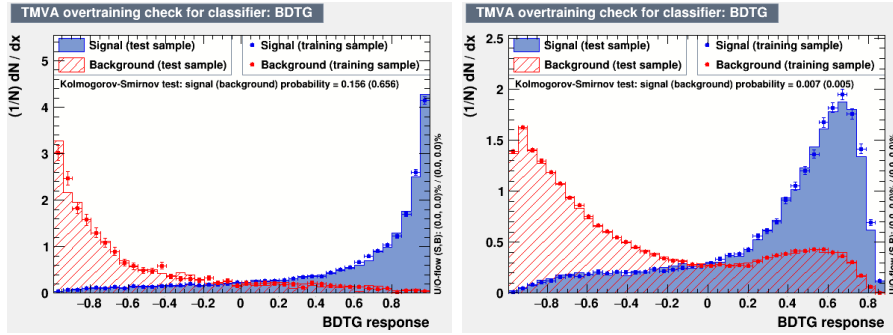 TMVA overtraining check for classifier: BDTG
(1/N) dN / dx
Signal (test sample)
Background (test sample)
Signal (training sample)
Background (training sample)
Kolmogorov-Smirnov test: signal (background) probability = 0.156 (0.656)
5
4
3
2
1
0
−0.8 −0.6 −0.4 −0.2 0 0.2 0.4 0.6 0.8
BDTG response
U/O-flow (S,B): (0.0, 0.0)% / (0.0, 0.0)%
TMVA overtraining check for classifier: BDTG
(1/N) dN / dx
Signal (test sample)
Background (test sample)
Signal (training sample)
Background (training sample)
Kolmogorov-Smirnov test: signal (background) probability = 0.007 (0.005)
2.5
2
1.5
1
0.5
0
−0.8 −0.6 −0.4 −0.2 0 0.2 0.4 0.6 0.8
BDTG response
U/O-flow (S,B): (0.0, 0.0)% / (0.0, 0.0)%